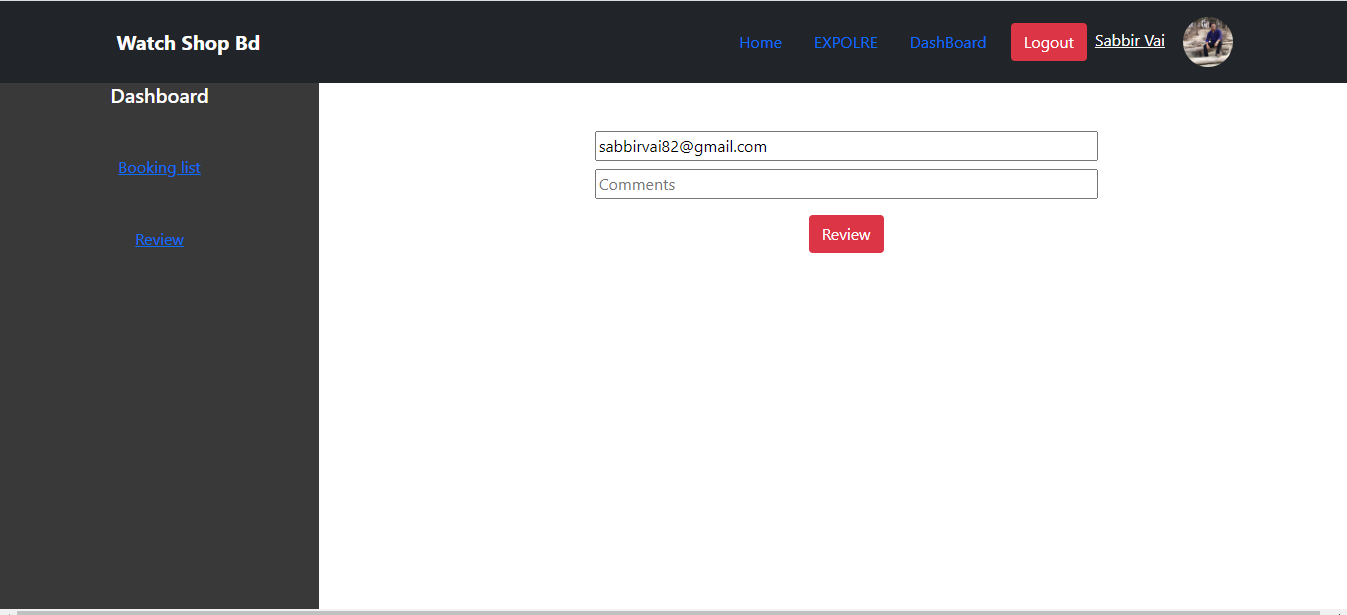 Watch Shop Bd Home EXPOLRE DashBoard Logout Sabbir Vai
Dashboard
Booking list
Review
sabbirvai82@gmail.com
Comments
Review